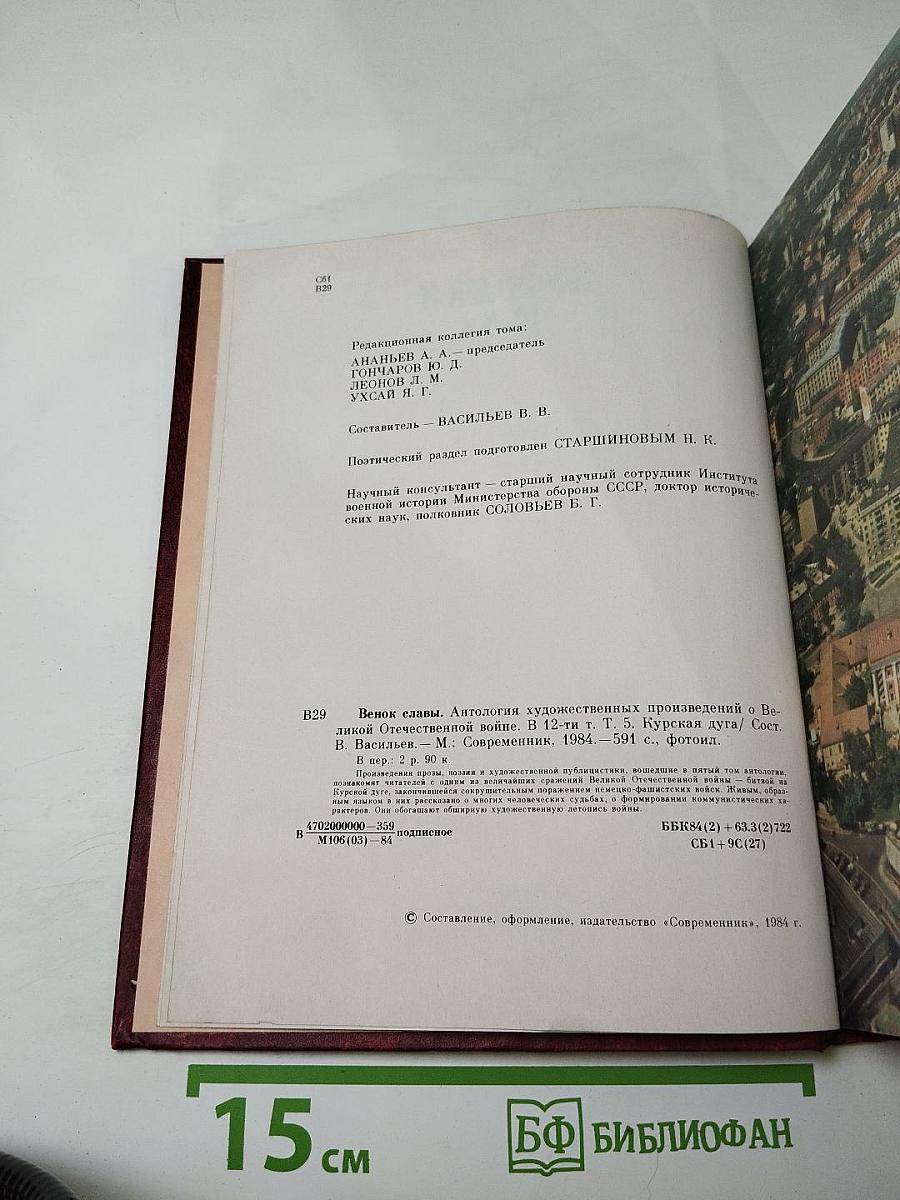 Сб1
В29
Редакционная коллегия тома:
АНАНЬЕВ А. А.— председатель
ГОНЧАРОВ Ю. Д.
ЛЕОНОВ Л. М.
УХСАЙ Я. Г.
Составитель — ВАСИЛЬЕВ В. В.
Поэтический раздел подготовлен СТАРШИНОВЫМ Н. К.
Научный консультант — старший научный сотрудник Института
военной истории Министерства обороны СССР, доктор историче-
ских наук, полковник СОЛОВЬЕВ Б. Г.
В29 Венок славы. Антология художественных произведений о Ве-
ликой Отечественной войне. В 12-ти т. Т. 5. Курская дуга/ Сост.
В. Васильев.— М.: Современник, 1984.—591 с., фотоил.
В пер.: 2 р. 90 к.
Произведения прозы, поэзии и художественной публицистики, вошедшие в пятый том антологии,
познакомят читателей с одним из величайших сражений Великой Отечественной войны — битвой на
Курской дуге, закончившейся сокрушительным поражением немецко-фашистских войск. Живым, образ-
ным языком в них рассказано о многих человеческих судьбах, о формировании коммунистических ха-
рактеров. Они обогащают обширную художественную летопись войны.
В 4702000000—359 подписное
М106(03)—84
ББК84(2)+63.3(2)722
СБ1+9С(27)
© Составление, оформление, издательство «Современник», 1984 г.
15 см
БФ БИБЛИОФАН